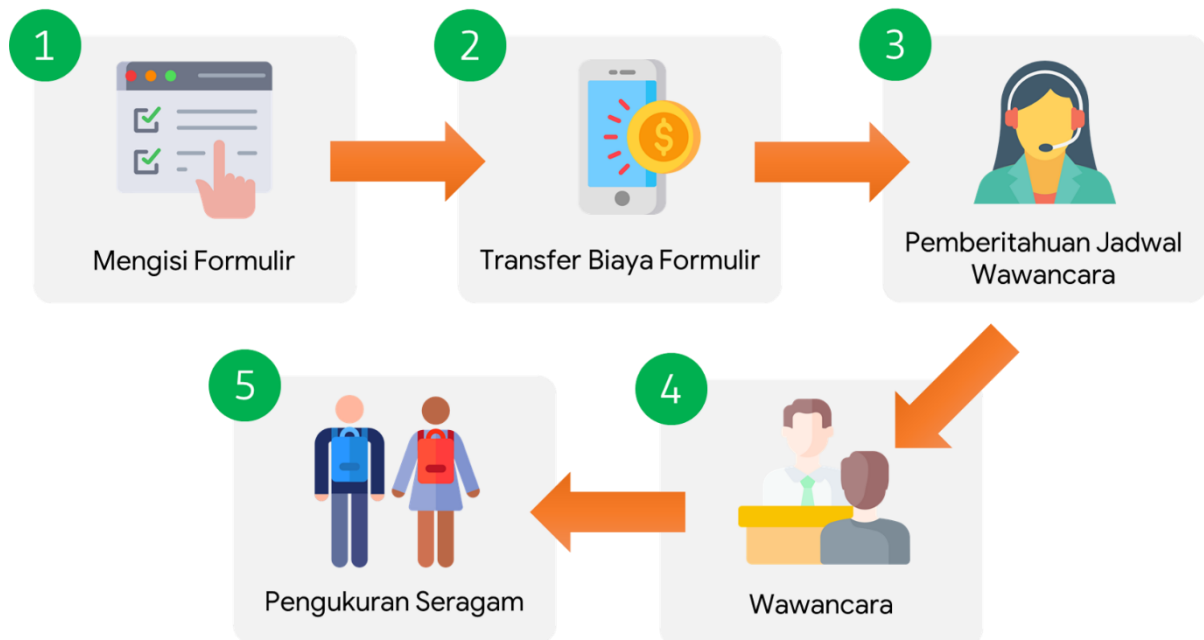 1
Mengisi Formulir
2
Transfer Biaya Formulir
3
Pemberitahuan Jadwal
Wawancara
4
Wawancara
5
Pengukuran Seragam